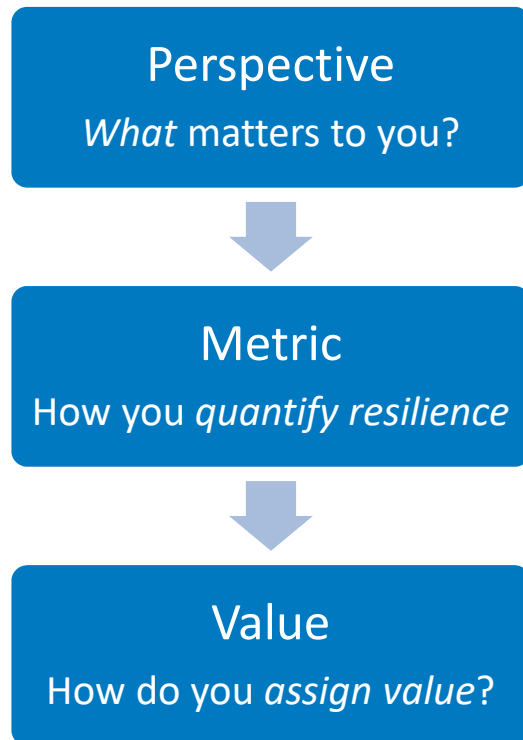 Perspective
What matters to you?
Metric
How you quantify resilience
Value
How do you assign value?